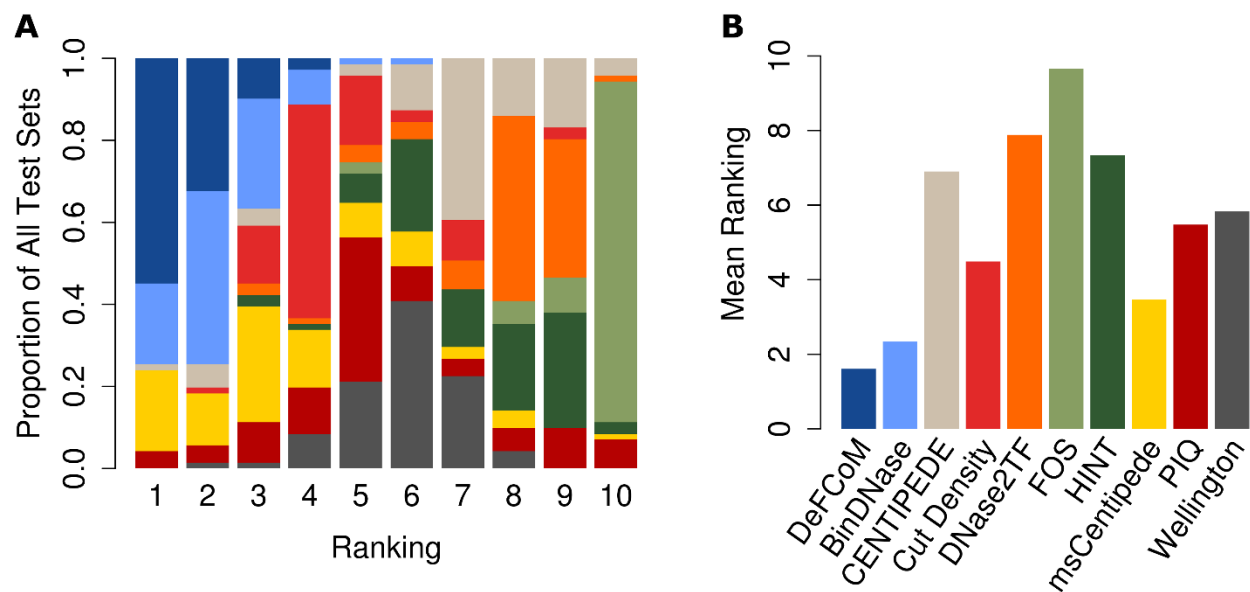 A
Proportion of All Test Sets
1.0
0.8
0.6
0.4
0.2
0.0
1 2 3 4 5 6 7 8 9 10
Ranking
B
Mean Ranking
10
8
6
4
2
0
DeFCoM
BinDNase
CENTIPEDE
Cut Density
DNase2TF
FOS
HINT
msCentipede
PIQ
Wellington